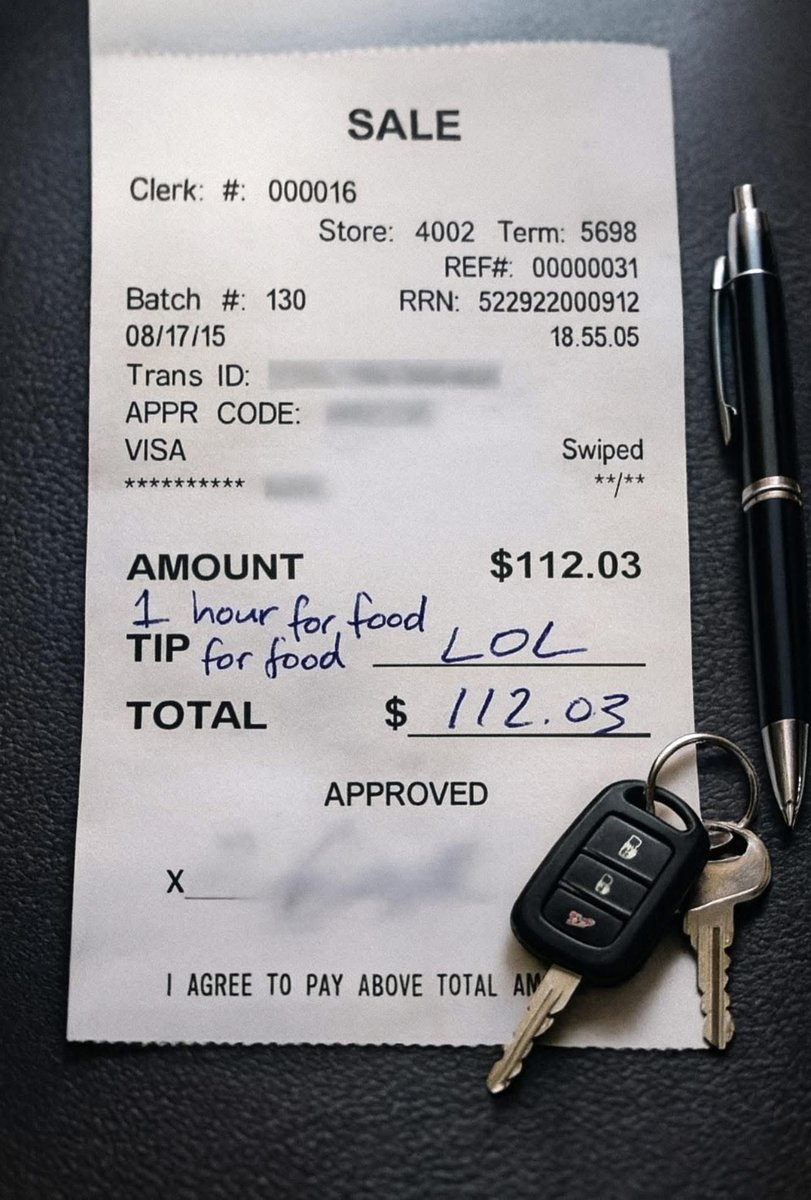 SALE
Clerk: #: 000016
Store: 4002 Term: 5698
REF#: 00000031
Batch #: 130 RRN: 522922000912
08/17/15 18.55.05
Trans ID:
APPR CODE:
VISA Swiped
********** **/**
AMOUNT $112.03
1 hour for food
TIP for food LOL
TOTAL $ 112.03
APPROVED
X
I AGREE TO PAY ABOVE TOTAL